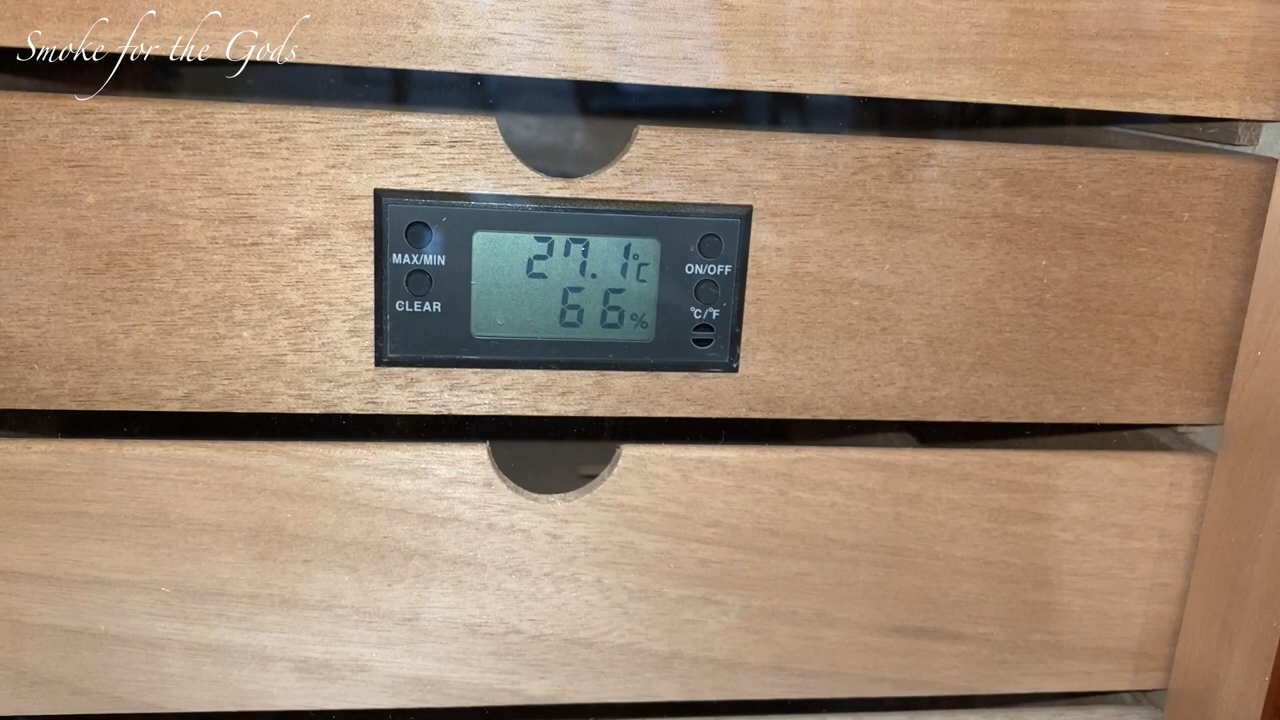 Smoke for the Gods
27.1°C
66%
MAX/MIN
CLEAR
ON/OFF
°C/°F